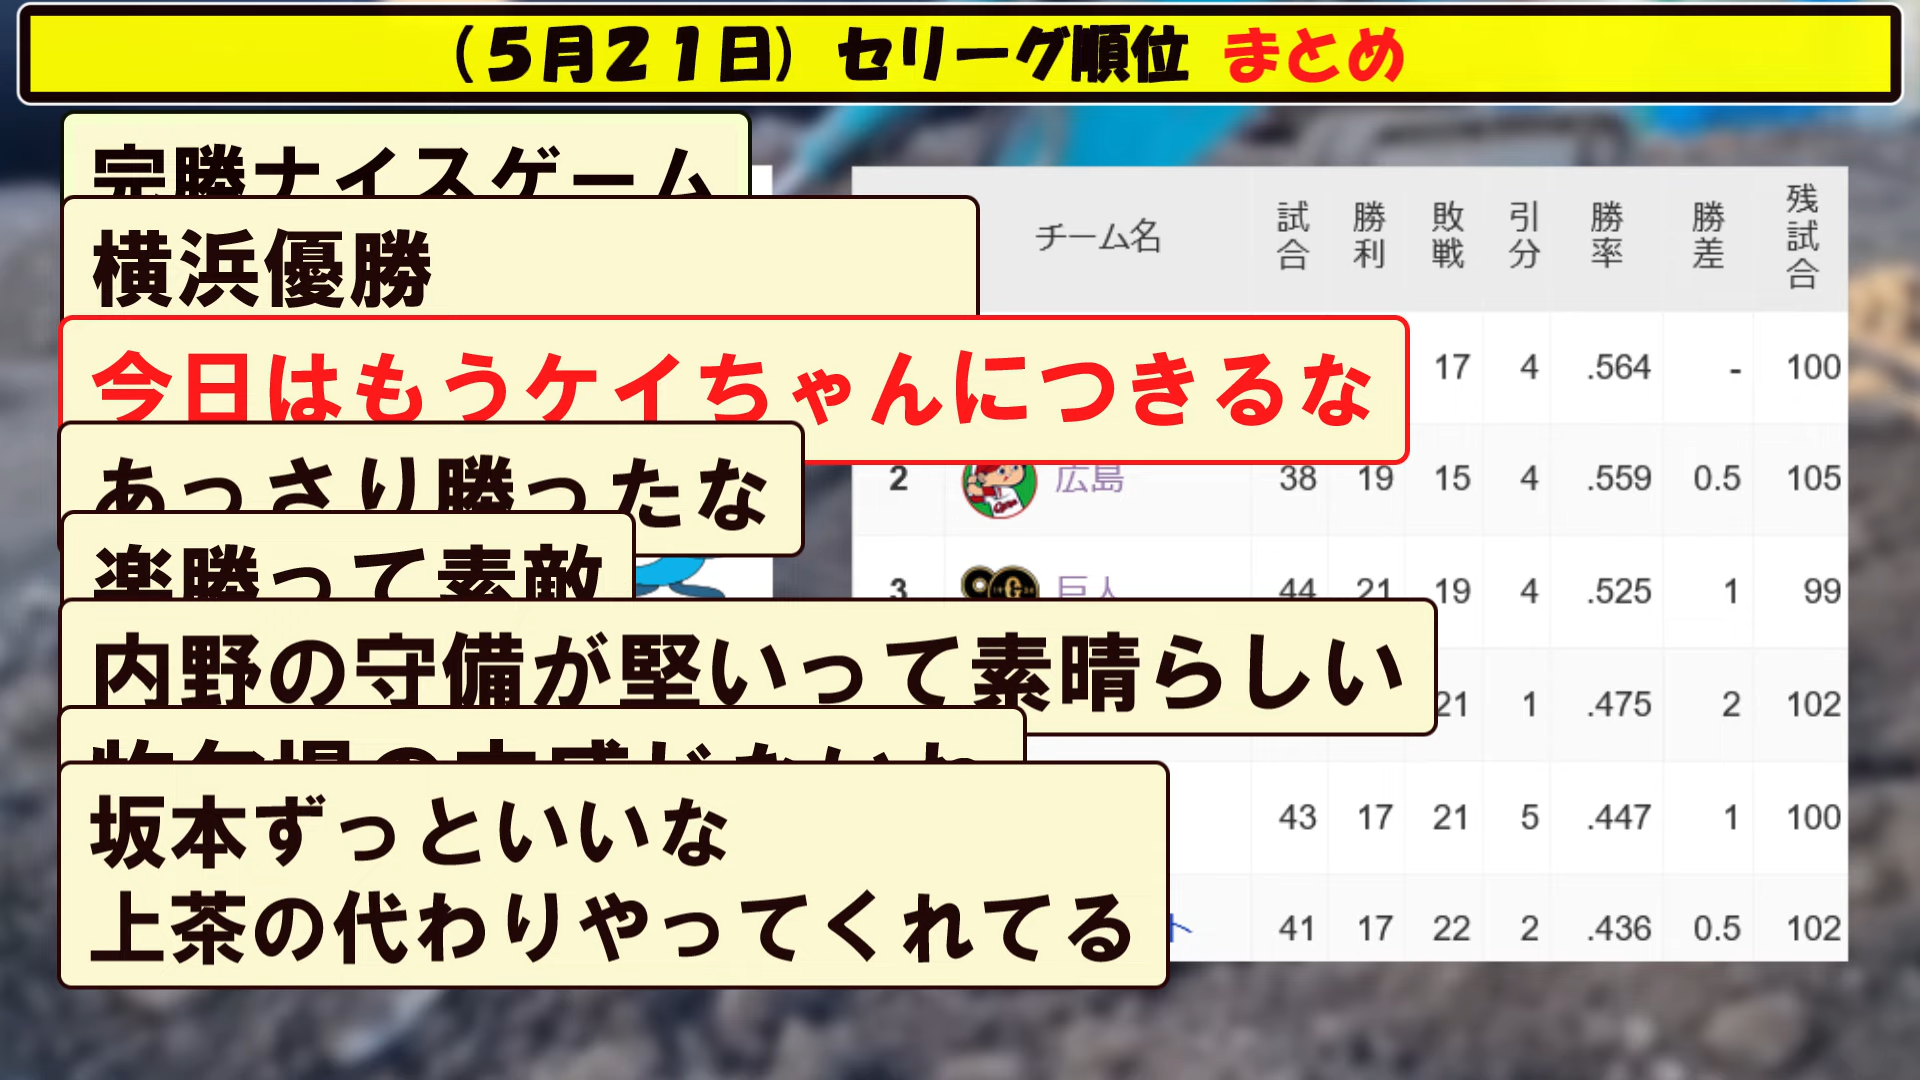 （５月２１日）セリーグ順位 まとめ
完勝ナイスゲーム
横浜優勝
今日はもうケイちゃんにつきるな
あっさり勝ったな
楽勝って素敵
内野の守備が堅いって素晴らしい
坂本ずっといいな
上茶の代わりやってくれてる
チーム名 試合 勝利 敗戦 引分 勝率 勝差 残試合
17 4 .564 - 100
2 広島 38 19 15 4 .559 0.5 105
3 巨人 44 21 19 4 .525 1 99
21 1 .475 2 102
43 17 21 5 .447 1 100
ト 41 17 22 2 .436 0.5 102